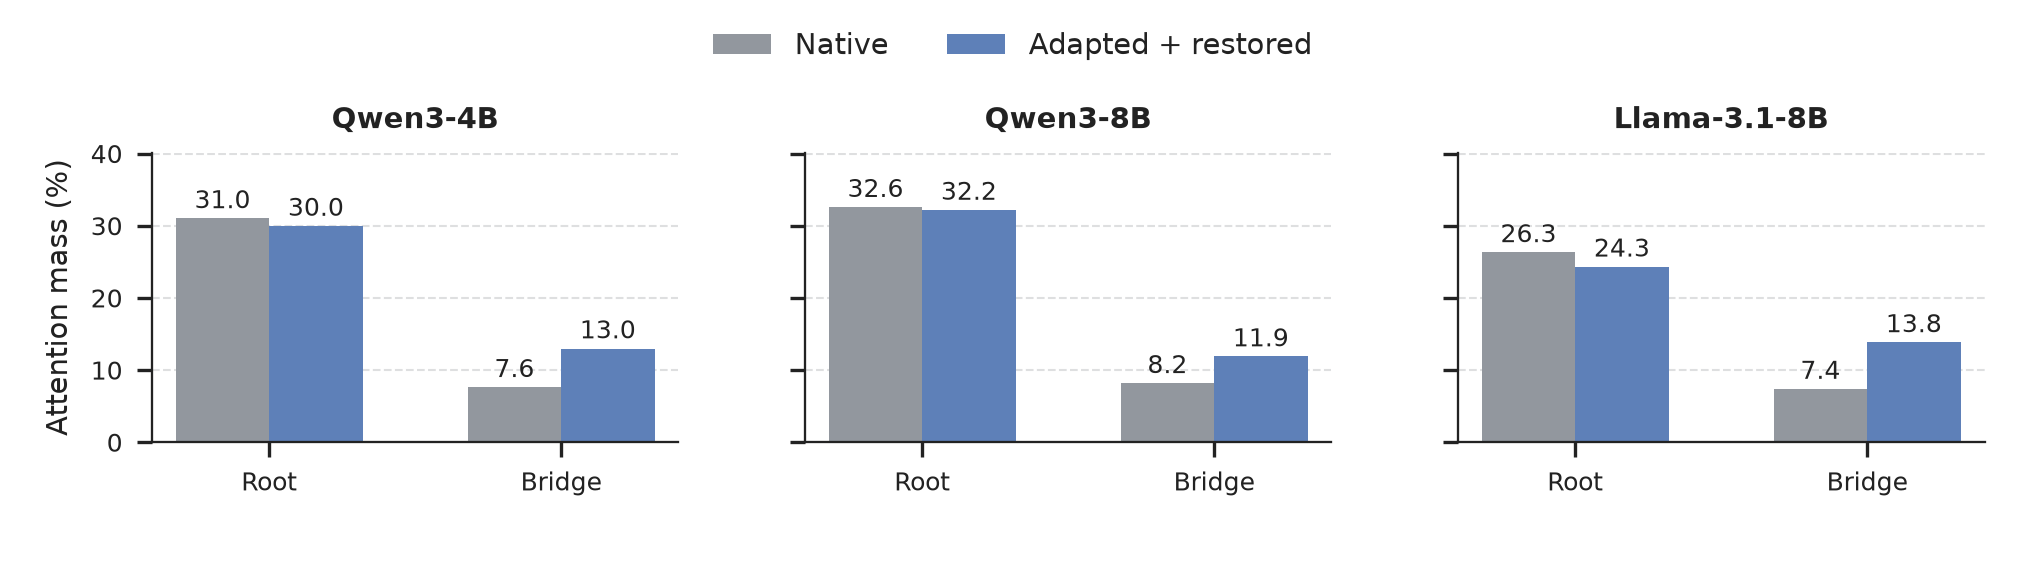 Native Adapted + restored
Qwen3-4B Qwen3-8B Llama-3.1-8B
Attention mass (%)
40
30
20
10
0
31.0 30.0 7.6 13.0
32.6 32.2 8.2 11.9
26.3 24.3 7.4 13.8
Root Bridge Root Bridge Root Bridge